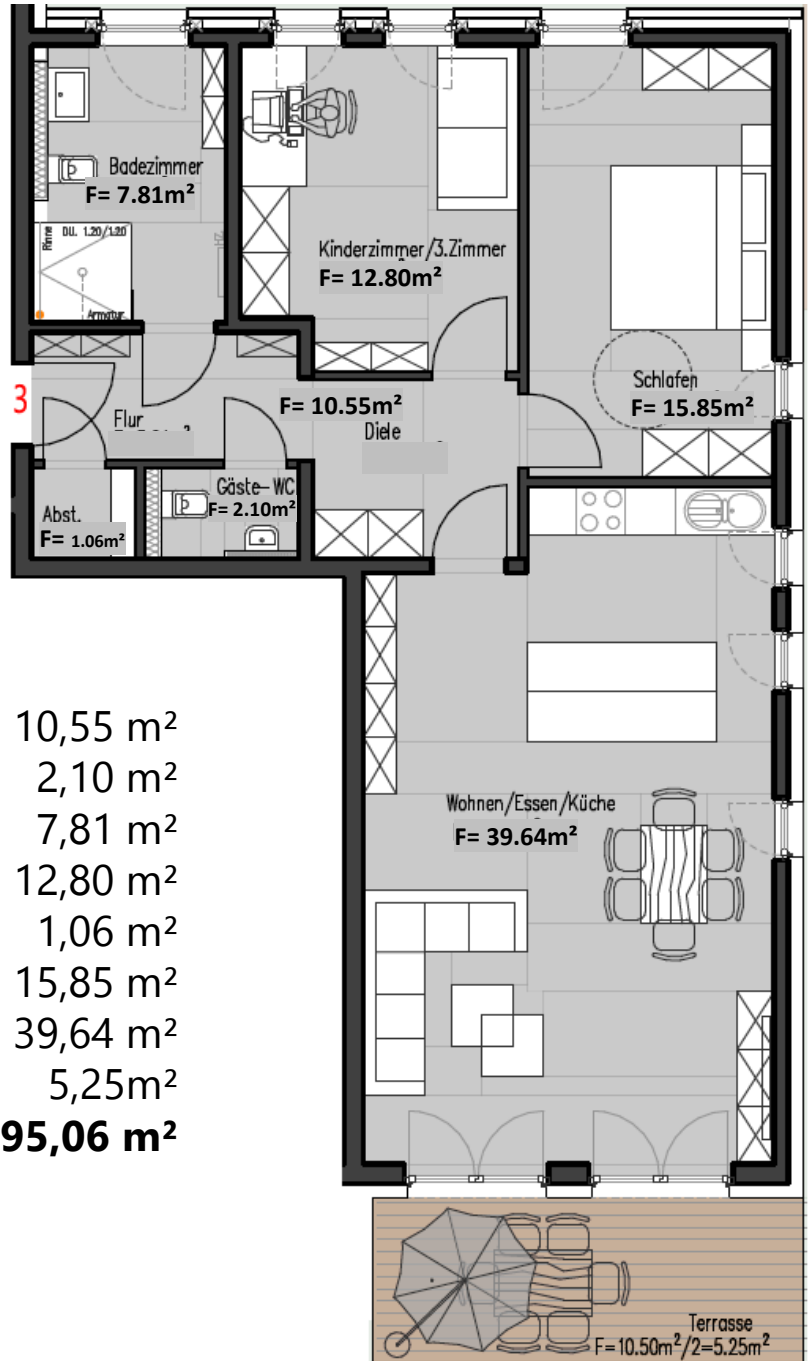 Badezimmer
F= 7.81m²
Rinne
DU. 1.20/1.20
HZ.
Armatur
Kinderzimmer/3.Zimmer
F= 12.80m²
Schlafen
F= 15.85m²
3
Flur
F= 10.55m²
Diele
Abst.
F= 1.06m²
Gäste-WC
F= 2.10m²
10,55 m²
2,10 m²
7,81 m²
12,80 m²
1,06 m²
15,85 m²
39,64 m²
5,25m²
95,06 m²
Wohnen/Essen/Küche
F= 39.64m²
Terrasse
F=10.50m²/2=5.25m²